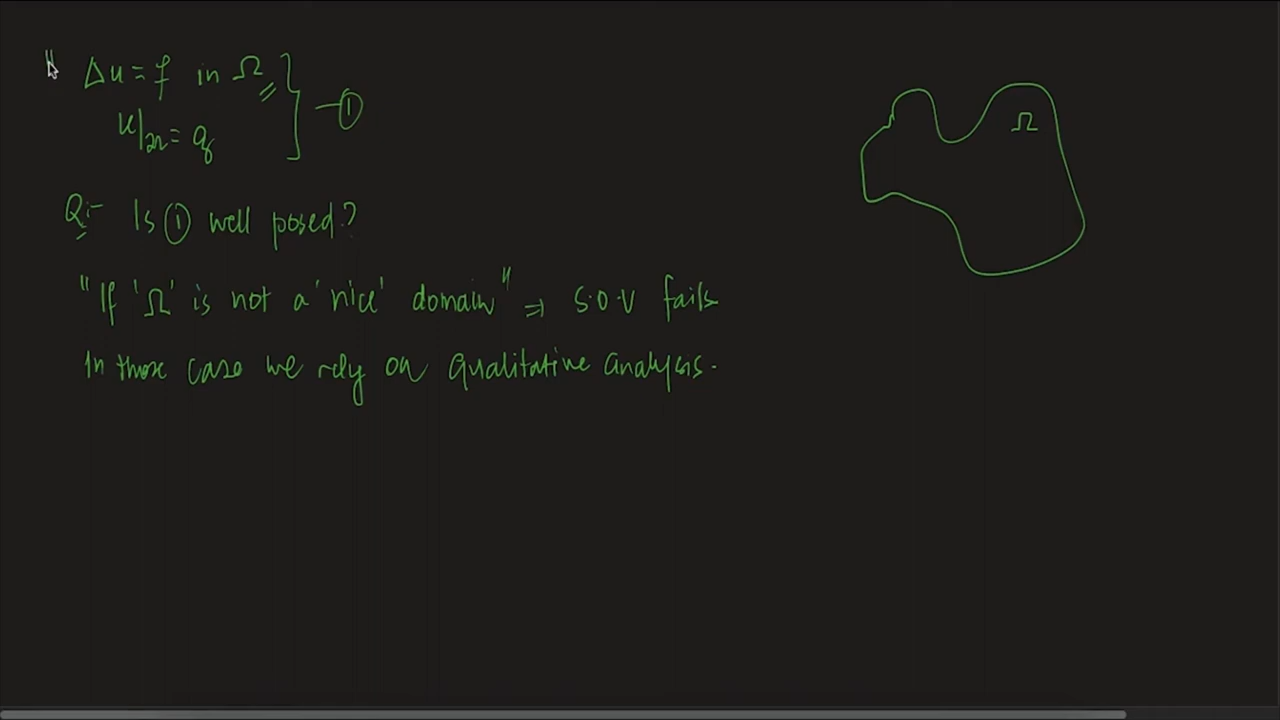 " Δu = f in Ω } - ①
u|∂Ω = g
Q:- Is ① well posed?
"If 'Ω' is not a 'nice' domain" ⇒ S.O.V fails
In those case we rely on qualitative analysis.
Ω